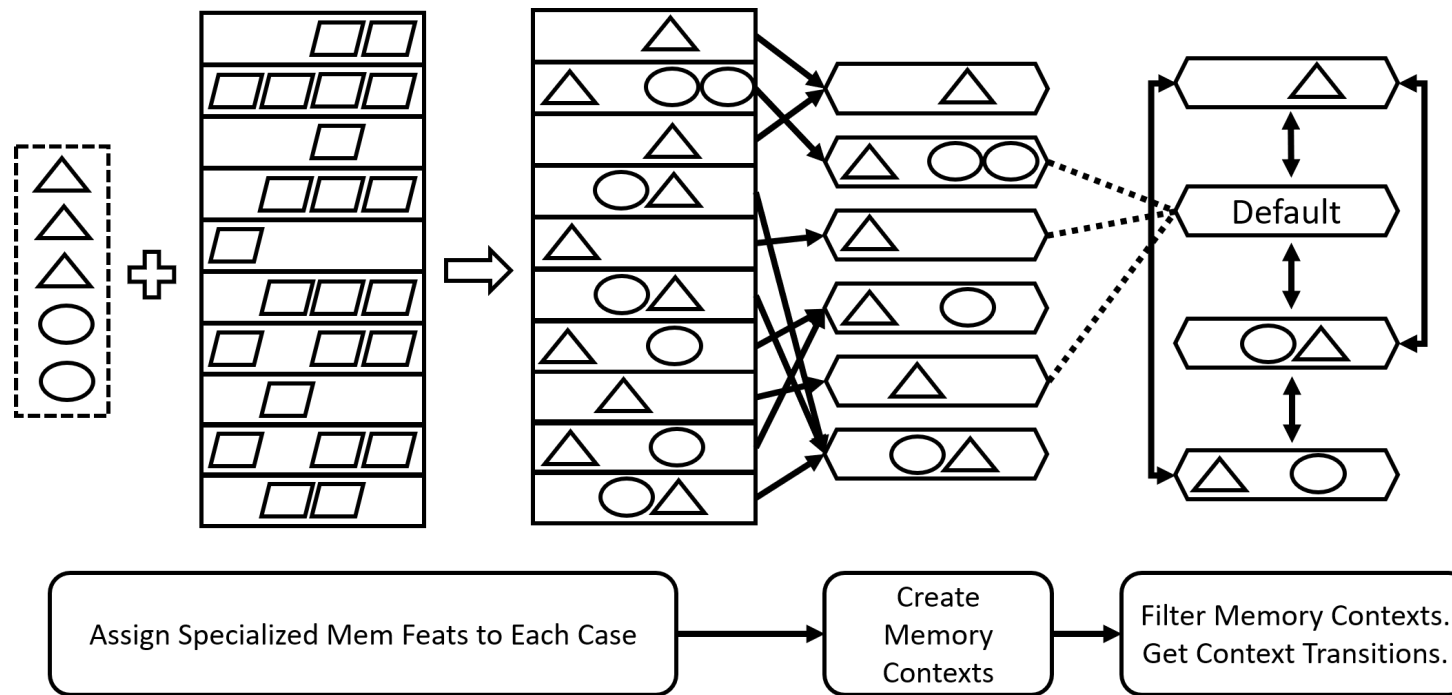 Default
Assign Specialized Mem Feats to Each Case
Create
Memory
Contexts
Filter Memory Contexts.
Get Context Transitions.